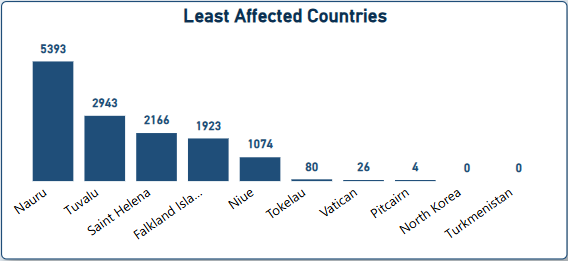 Least Affected Countries
5393
2943
2166
1923
1074
80
26
4
0
0
Nauru
Tuvalu
Saint Helena
Falkland Isla...
Niue
Tokelau
Vatican
Pitcairn
North Korea
Turkmenistan